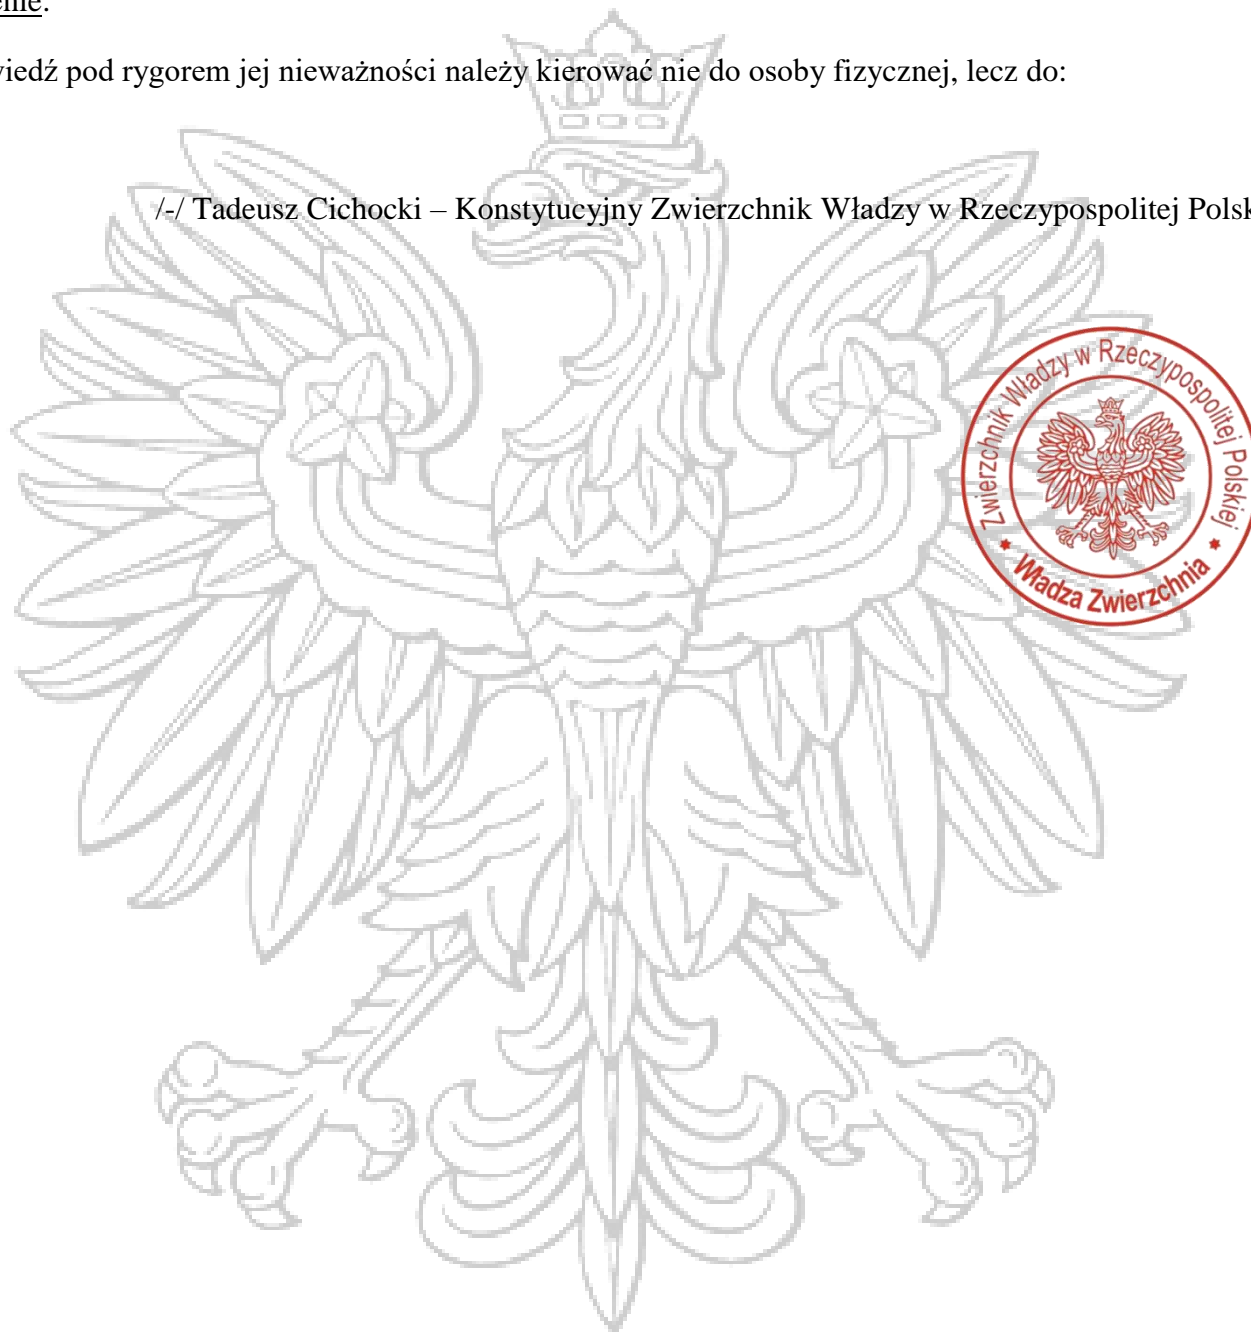 enie.
wiedź pod rygorem jej nieważności należy kierować nie do osoby fizycznej, lecz do:
/-/ Tadeusz Cichocki – Konstytucyjny Zwierzchnik Władzy w Rzeczypospolitej Polsk
Zwierzchnik Władzy w Rzeczypospolitej Polskiej
* Władza Zwierzchnia *